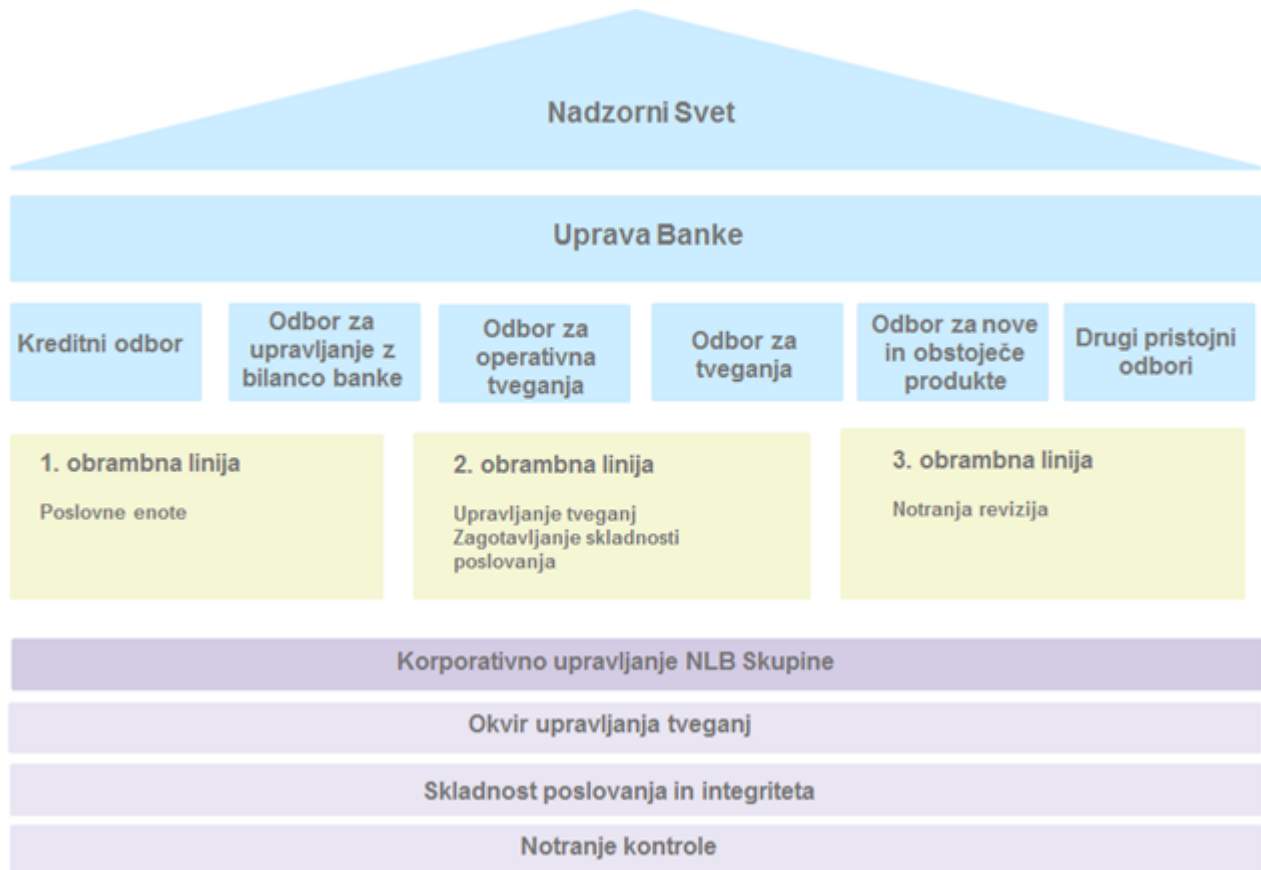 Nadzorni Svet
Uprava Banke
Kreditni odbor
Odbor za
upravljanje z
bilanco banke
Odbor za
operativna
tveganja
Odbor za
tveganja
Odbor za nove
in obstoječe
produkte
Drugi pristojni
odbori
1. obrambna linija
Poslovne enote
2. obrambna linija
Upravljanje tveganj
Zagotavljanje skladnosti
poslovanja
3. obrambna linija
Notranja revizija
Korporativno upravljanje NLB Skupine
Okvir upravljanja tveganj
Skladnost poslovanja in integriteta
Notranje kontrole